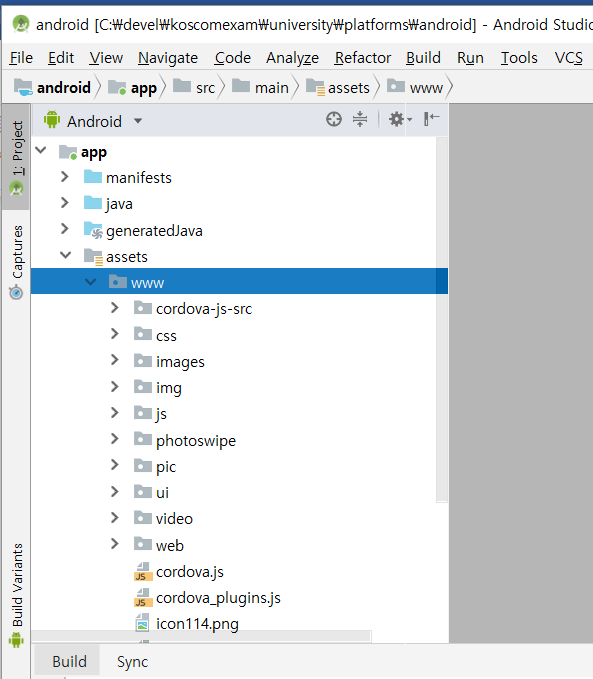 android [C:₩devel₩koscomexam₩university₩platforms₩android] - Android Studio
File Edit View Navigate Code Analyze Refactor Build Run Tools VCS
android app src main assets www
1: Project
Captures
Build Variants
Android
app
manifests
java
generatedJava
assets
www
cordova-js-src
css
images
img
js
photoswipe
pic
ui
video
web
JS cordova.js
JS cordova_plugins.js
icon114.png
Build Sync